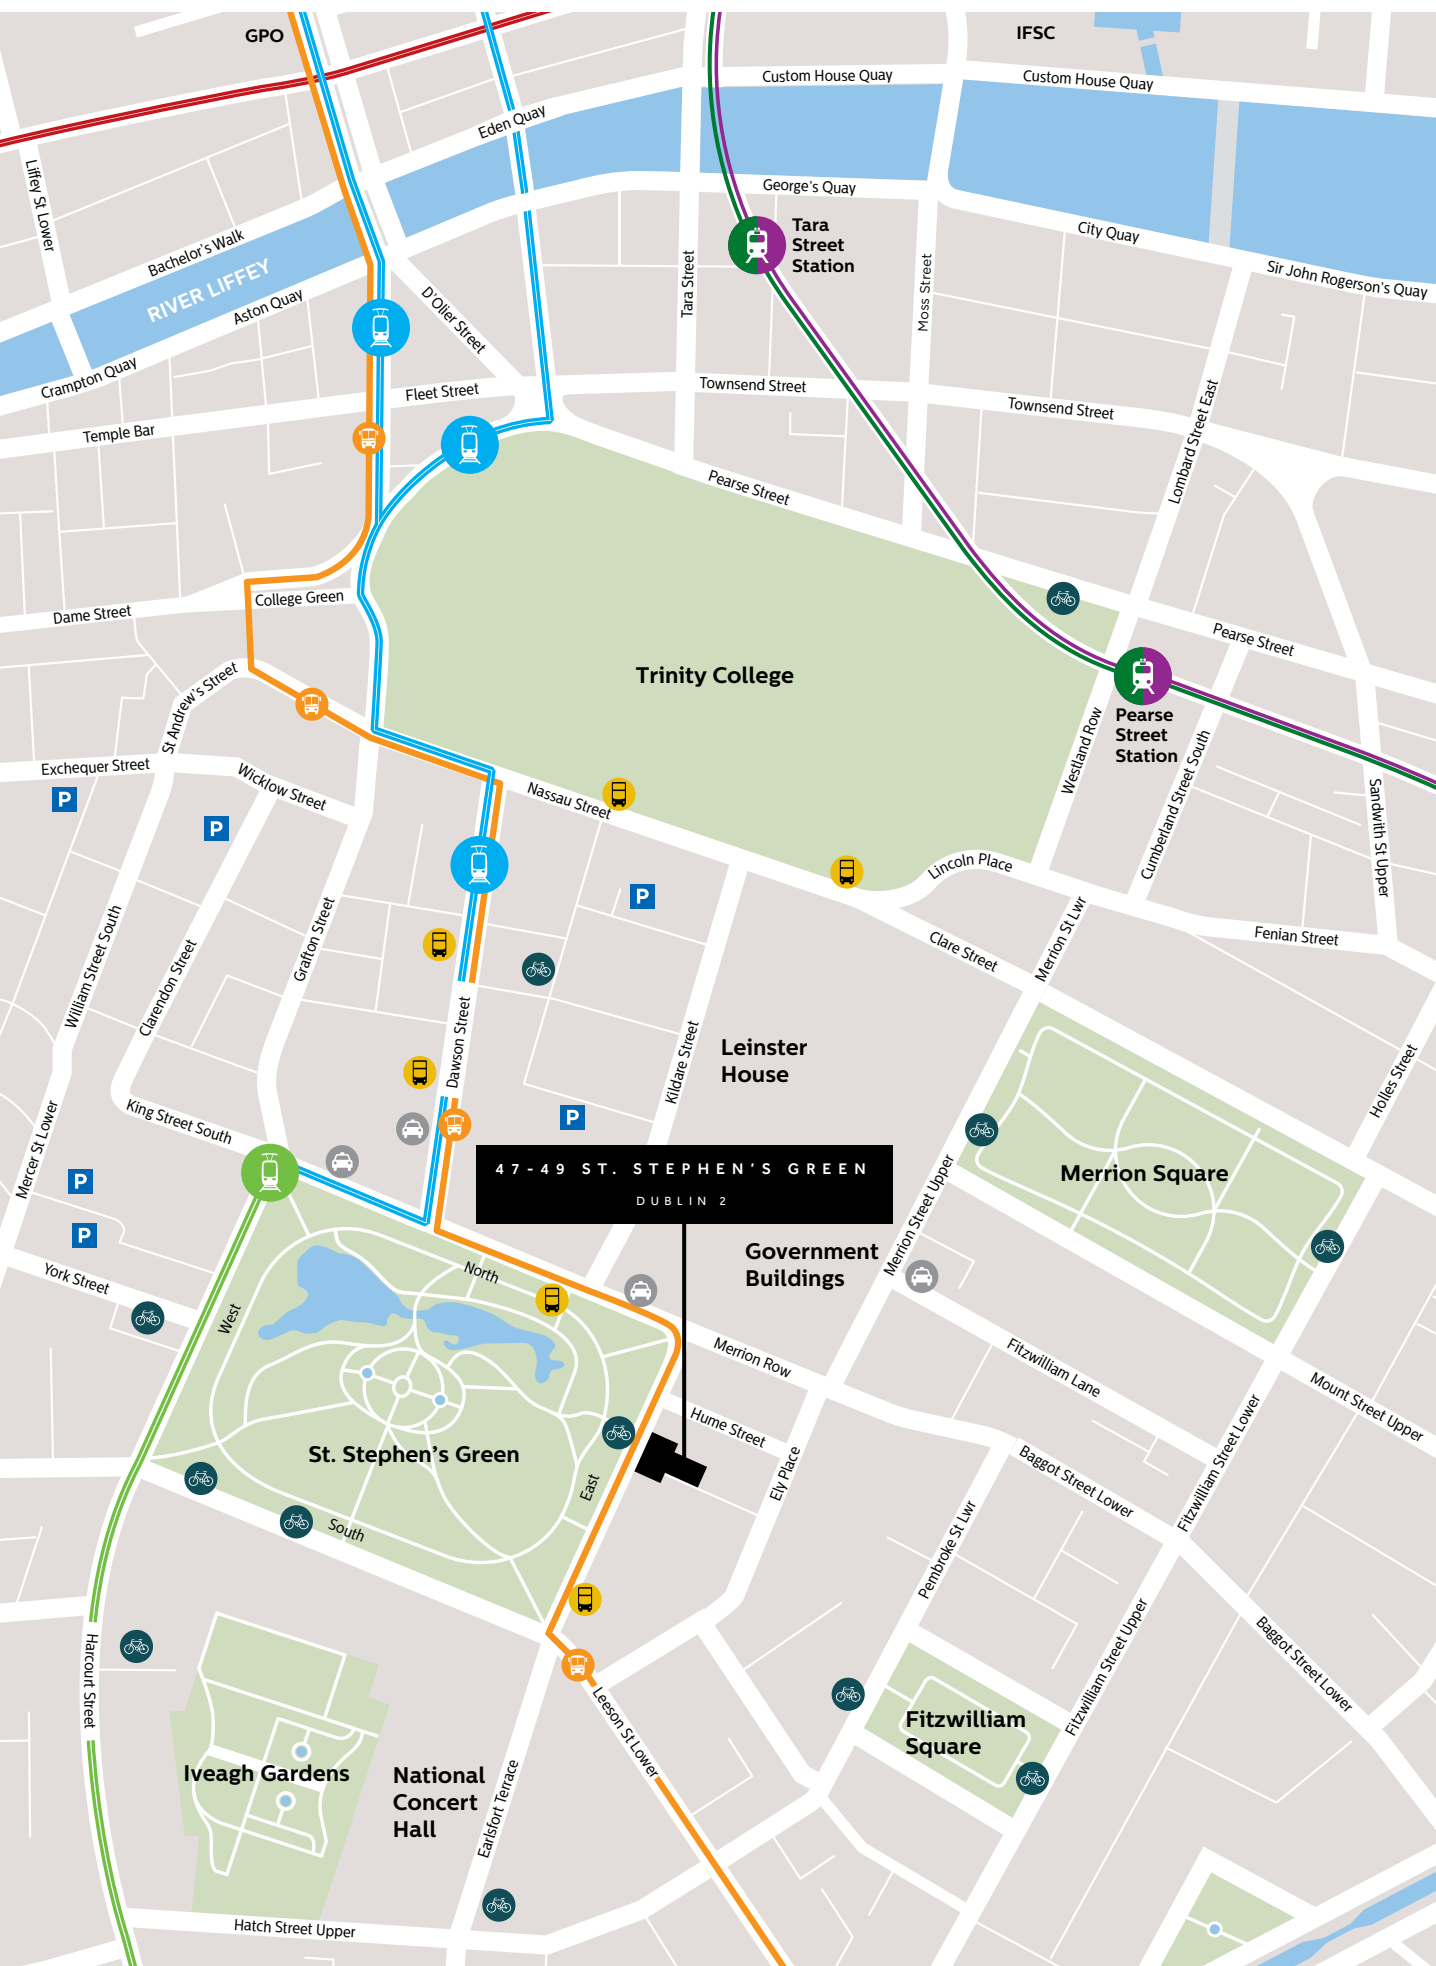 GPO
IFSC
Custom House Quay
Custom House Quay
Eden Quay
Liffey St Lower
George's Quay
Tara
Street
Station
City Quay
Bachelor's Walk
RIVER LIFFEY
Aston Quay
Sir John Rogerson's Quay
D'Olier Street
Tara Street
Moss Street
Crampton Quay
Fleet Street
Townsend Street
Townsend Street
Temple Bar
Lombard Street East
Pearse Street
College Green
Dame Street
Pearse Street
Trinity College
St Andrew's Street
Pearse
Street
Station
Westland Row
Cumberland Street South
Exchequer Street
P
Wicklow Street
P
Nassau Street
Sandwith St Upper
Lincoln Place
P
Merrion St Lwr
Fenian Street
Clare Street
William Street South
Clarendon Street
Grafton Street
Dawson Street
Kildare Street
Leinster
House
Holles Street
King Street South
P
Mercer St Lower
P
47-49 ST. STEPHEN'S GREEN
DUBLIN 2
Merrion Square
Merrion Street Upper
P
Government
Buildings
York Street
North
West
Merrion Row
Fitzwilliam Lane
Mount Street Upper
Hume Street
St. Stephen's Green
East
Ely Place
Baggot Street Lower
Fitzwilliam Street Lower
South
Pembroke St Lwr
Harcourt Street
Fitzwilliam Street Upper
Baggot Street Lower
Leeson St Lower
Fitzwilliam
Square
Iveagh Gardens
National
Concert
Hall
Earlsfort Terrace
Hatch Street Upper